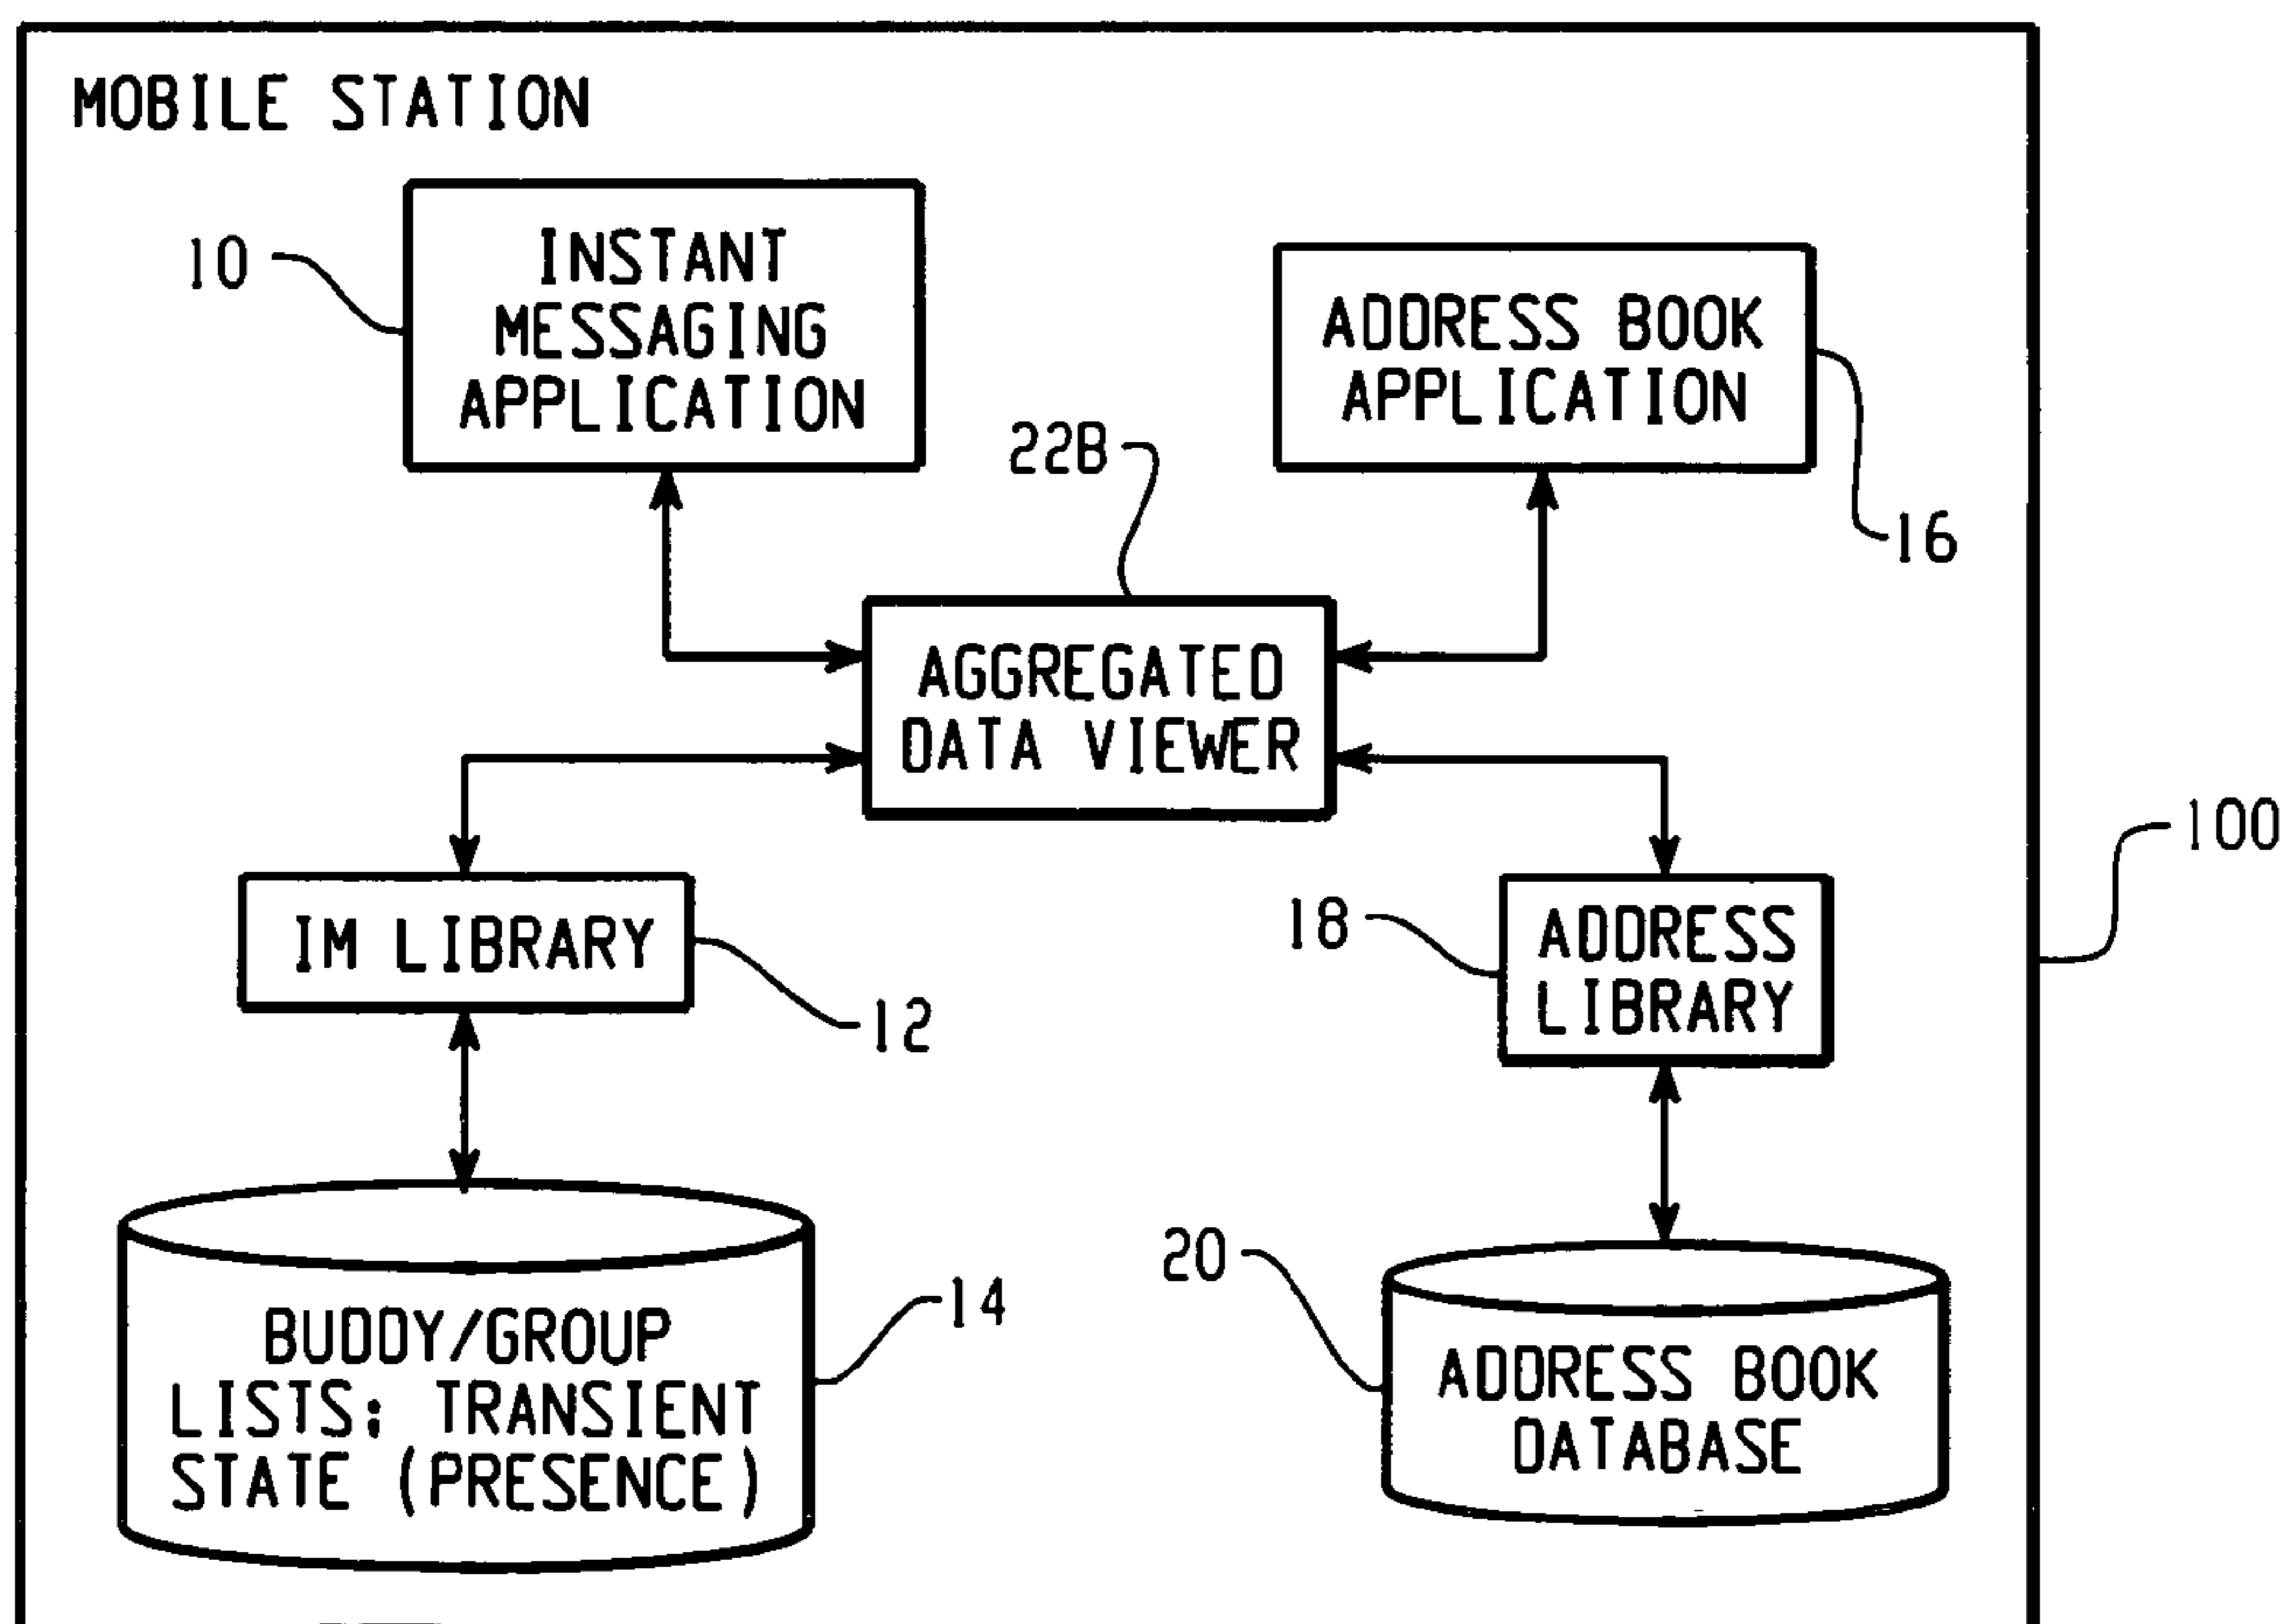 MOBILE STATION
10
INSTANT
MESSAGING
APPLICATION
ADDRESS BOOK
APPLICATION
22B
16
AGGREGATED
DATA VIEWER
100
IM LIBRARY
12
18
ADDRESS
LIBRARY
BUDDY/GROUP
LISTS; TRANSIENT
STATE (PRESENCE)
14
20
ADDRESS BOOK
DATABASE